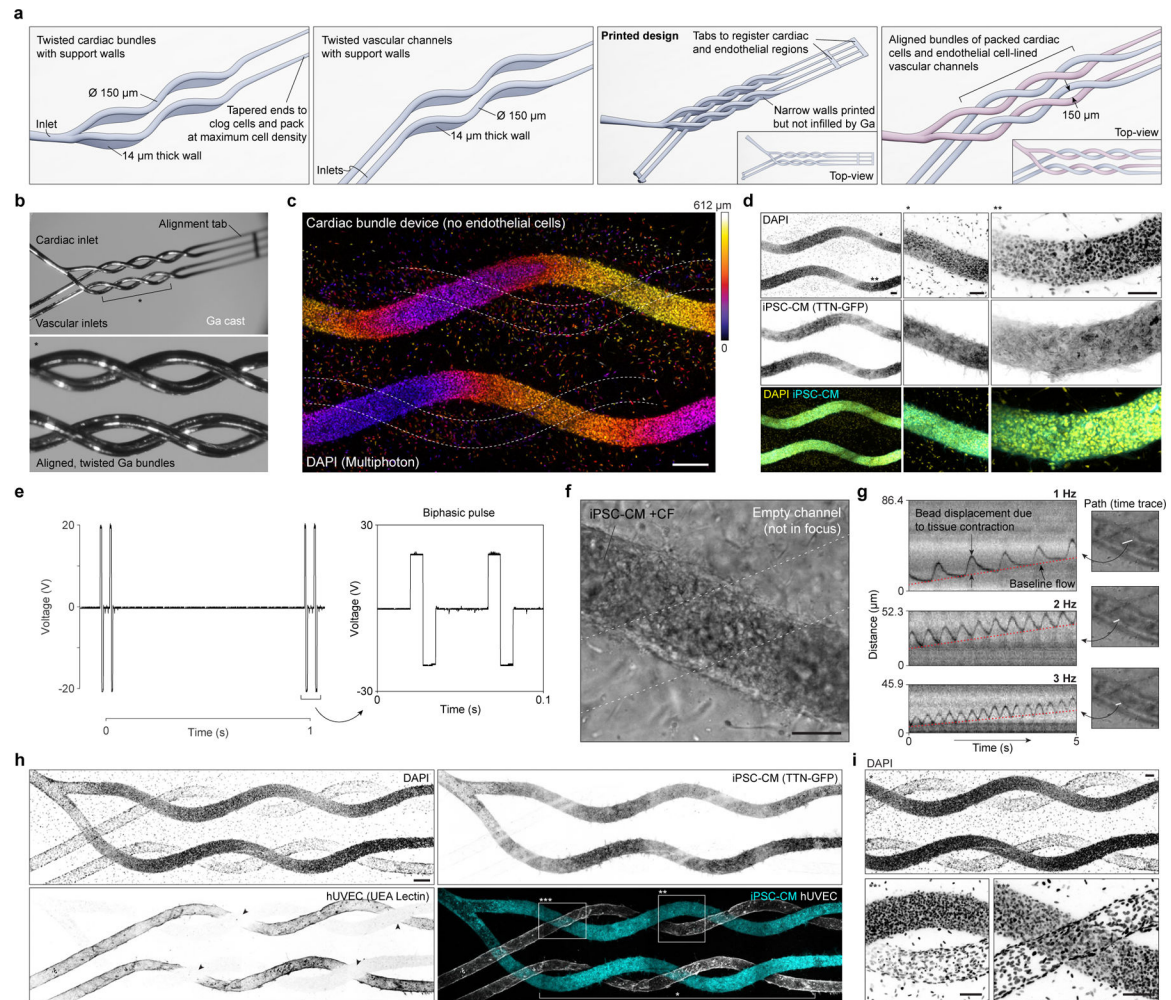 a
Twisted cardiac bundles
with support walls
Ø 150 µm
Inlet
14 µm thick wall
Tapered ends to
clog cells and pack
at maximum cell density
Twisted vascular channels
with support walls
Ø 150 µm
14 µm thick wall
Inlets
Printed design
Tabs to register cardiac
and endothelial regions
Narrow walls printed
but not infilled by Ga
Top-view
Aligned bundles of packed cardiac
cells and endothelial cell-lined
vascular channels
150 µm
Top-view
b
Alignment tab
Cardiac inlet
*
Vascular inlets
Ga cast
*
Aligned, twisted Ga bundles
c
Cardiac bundle device (no endothelial cells)
DAPI (Multiphoton)
612 µm
0
d
DAPI
*
**
*
**
iPSC-CM (TTN-GFP)
DAPI iPSC-CM
e
Voltage (V)
20
0
-20
0
1
Time (s)
Biphasic pulse
Voltage (V)
30
-30
0
0.1
Time (s)
f
iPSC-CM +CF
Empty channel
(not in focus)
g
1 Hz
Path (time trace)
86.4
Bead displacement due
to tissue contraction
Baseline flow
0
2 Hz
52.3
0
Distance (µm)
3 Hz
45.9
0
0
5
Time (s)
h
DAPI
iPSC-CM (TTN-GFP)
hUVEC (UEA Lectin)
iPSC-CM hUVEC
***
**
*
i
DAPI
*
**
***